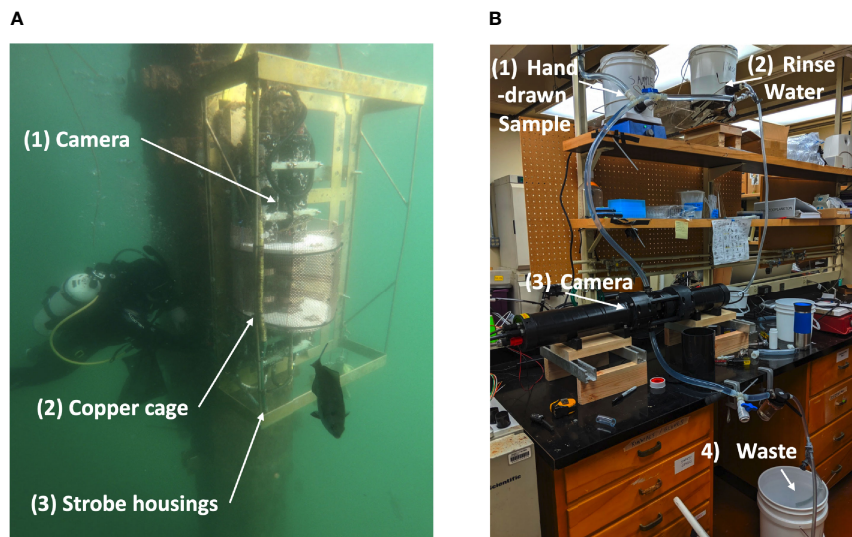 A
B
(1) Camera
(2) Copper cage
(3) Strobe housings
(1) Hand
-drawn
Sample
(2) Rinse
Water
(3) Camera
4) Waste
Scientific